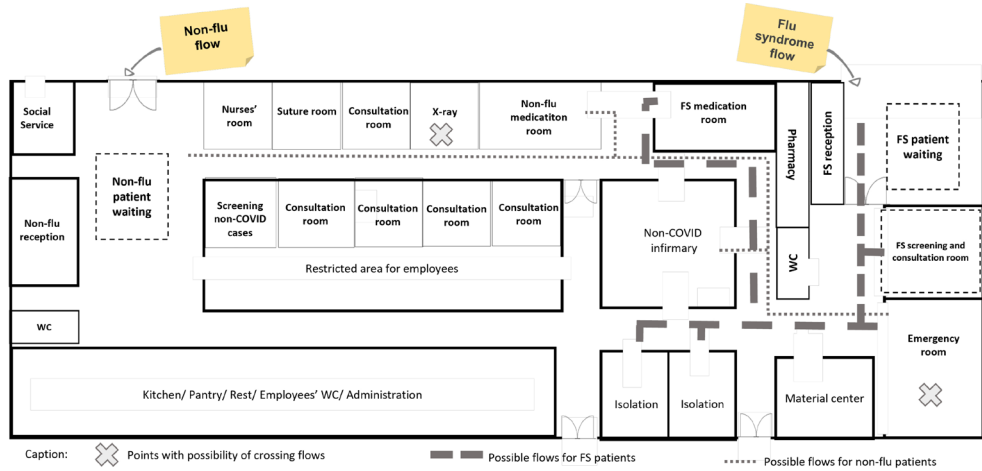 Non-flu
flow
Flu
syndrome
flow
Social
Service
Nurses'
room
Suture room
Consultation
room
X-ray
Non-flu
medicatiton
room
FS medication
room
Pharmacy
FS reception
FS patient
waiting
Non-flu
patient
waiting
Non-flu
reception
Screening
non-COVID
cases
Consultation
room
Consultation
room
Consultation
room
Consultation
room
Restricted area for employees
Non-COVID
infirmary
WC
FS screening and
consultation room
WC
Emergency
room
Kitchen/ Pantry/ Rest/ Employees' WC/ Administration
Isolation
Isolation
Material center
Caption:
Points with possibility of crossing flows
Possible flows for FS patients
Possible flows for non-flu patients